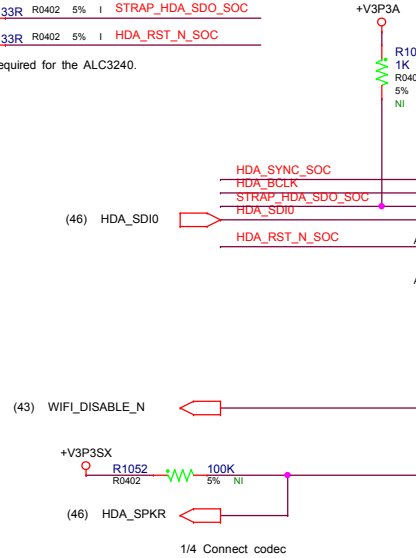 33R R0402 5% I STRAP_HDA_SDO_SOC
+V3P3A
33R R0402 5% I HDA_RST_N_SOC
equired for the ALC3240.
R10
1K
R040
5%
NI
HDA_SYNC_SOC
HDA_BCLK
STRAP_HDA_SDO_SOC
(46) HDA_SDI0 HDA_SDI0
HDA_RST_N_SOC
(43) WIFI_DISABLE_N
+V3P3SX
R1052 100K
R0402 5% NI
(46) HDA_SPKR
1/4 Connect codec